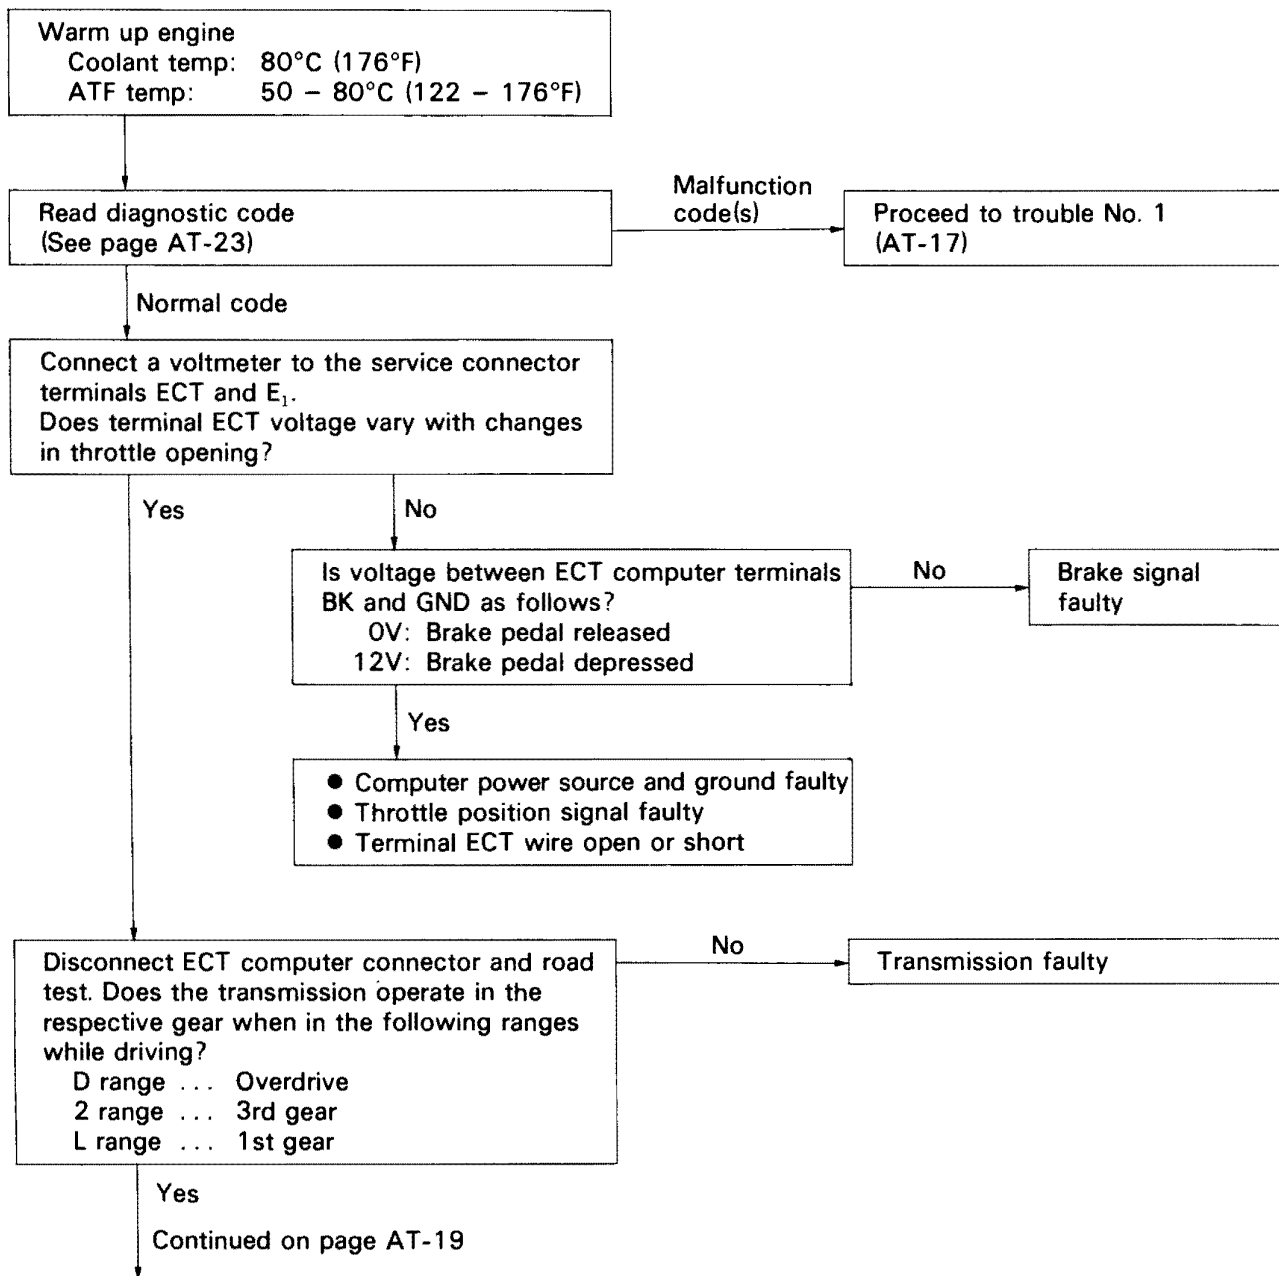 Warm up engine
Coolant temp: 80°C (176°F)
ATF temp: 50 – 80°C (122 – 176°F)
Read diagnostic code
(See page AT-23)
Malfunction
code(s)
Proceed to trouble No. 1
(AT-17)
Normal code
Connect a voltmeter to the service connector
terminals ECT and E₁.
Does terminal ECT voltage vary with changes
in throttle opening?
Yes
No
Is voltage between ECT computer terminals
BK and GND as follows?
0V: Brake pedal released
12V: Brake pedal depressed
No
Brake signal
faulty
Yes
● Computer power source and ground faulty
● Throttle position signal faulty
● Terminal ECT wire open or short
Disconnect ECT computer connector and road
test. Does the transmission operate in the
respective gear when in the following ranges
while driving?
D range ... Overdrive
2 range ... 3rd gear
L range ... 1st gear
No
Transmission faulty
Yes
Continued on page AT-19